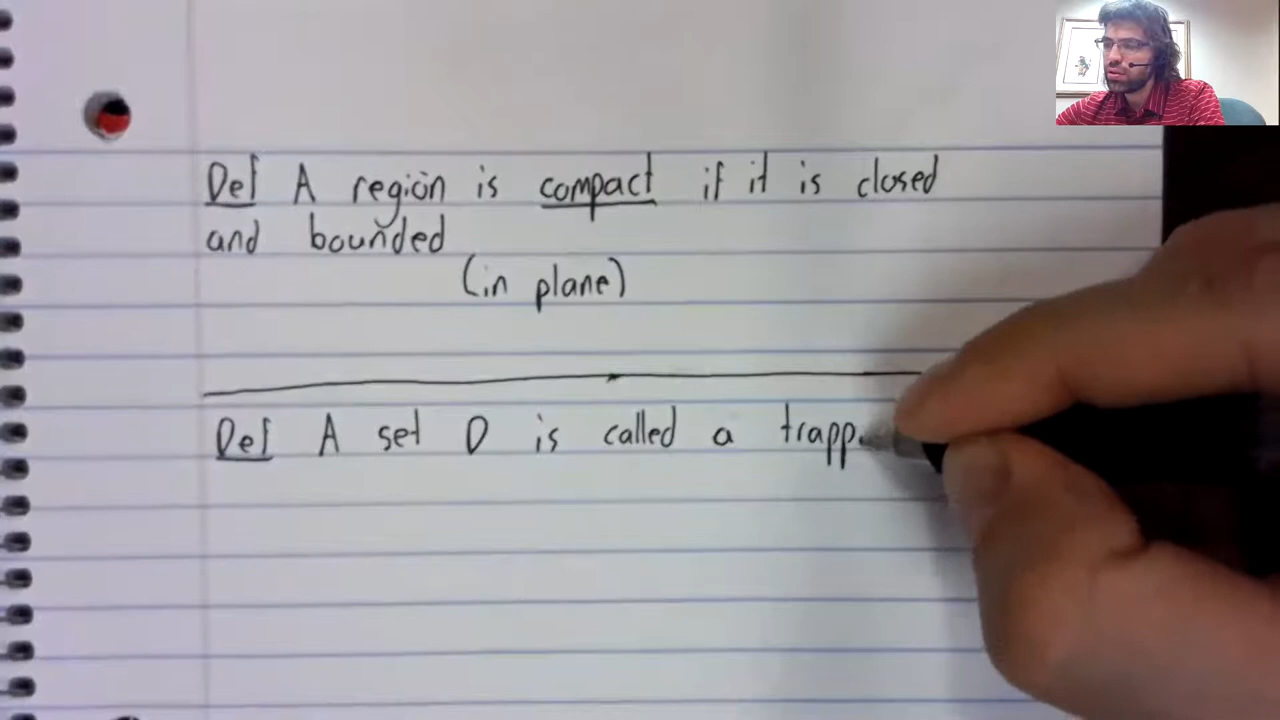 Def A region is compact if it is closed
and bounded
(in plane)
Def A set D is called a trapp